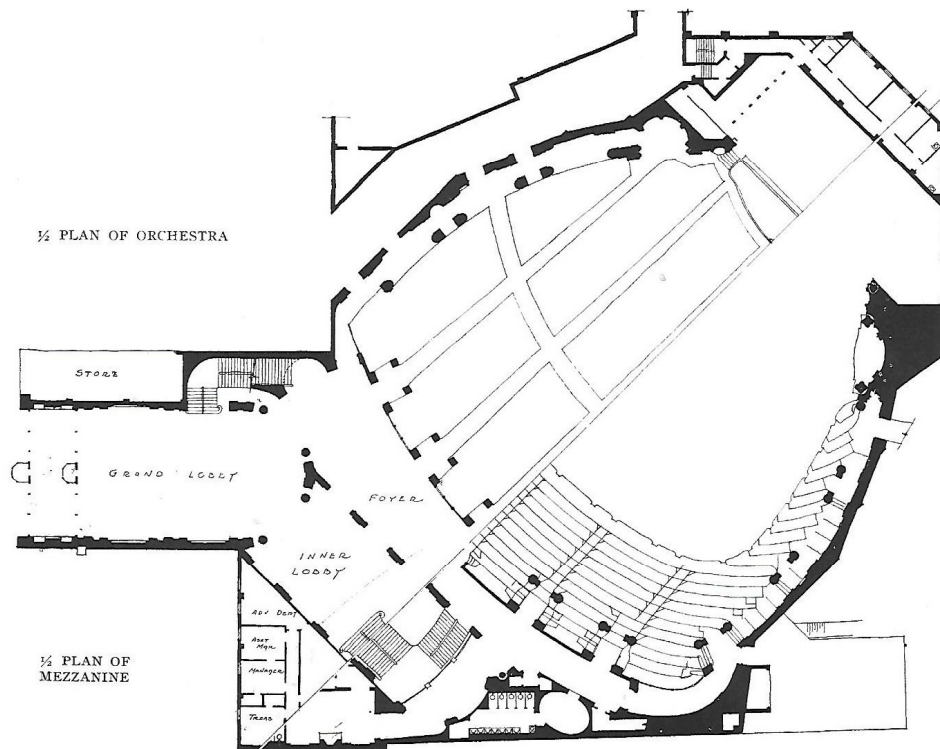 ½ PLAN OF ORCHESTRA
STORE
GRAND LOBBY
FOYER
INNER
LOBBY
ADV DEPT
ASST
MGR
MANAGER
TREAS
½ PLAN OF
MEZZANINE